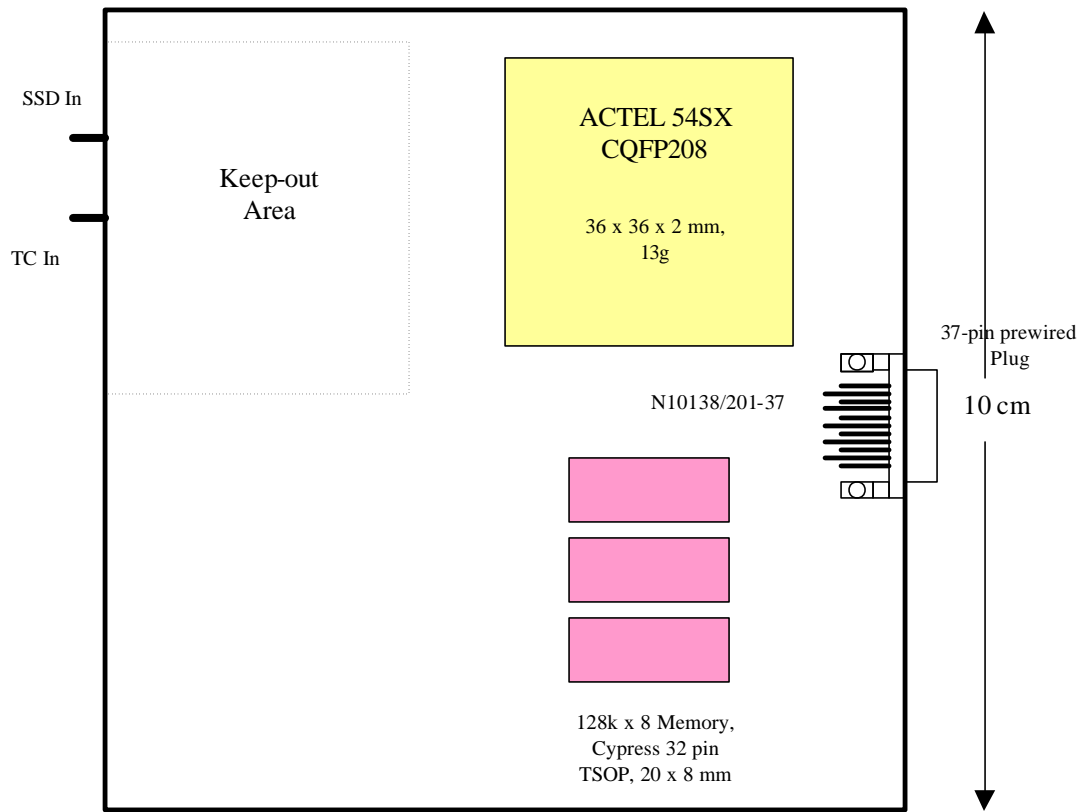 SSD In
TC In
Keep-out
Area
ACTEL 54SX
CQFP208
36 x 36 x 2 mm,
13g
37-pin prewired
Plug
N10138/201-37
10 cm
128k x 8 Memory,
Cypress 32 pin
TSOP, 20 x 8 mm